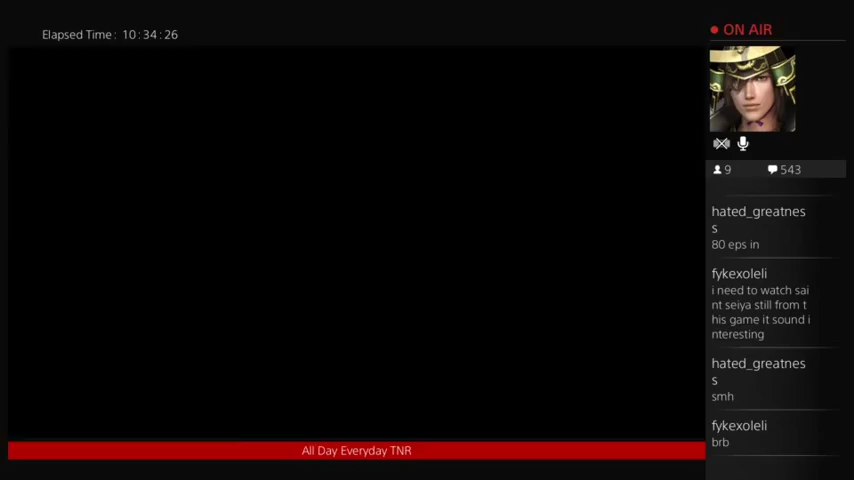 Elapsed Time: 10:34:26
ON AIR
9 543
hated_greatnes
s
80 eps in
fykexoleli
i need to watch sai
nt seiya still from t
his game it sound i
nteresting
hated_greatnes
s
smh
fykexoleli
brb
All Day Everyday TNR